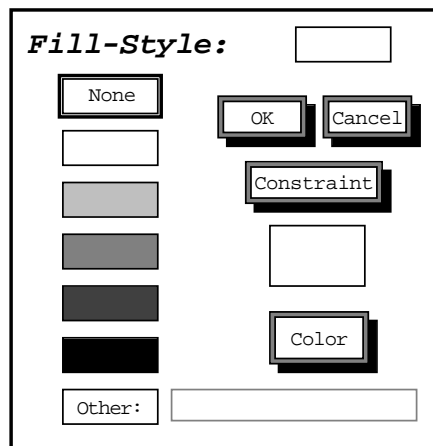 Fill-Style:
None
OK Cancel
Constraint
Color
Other: